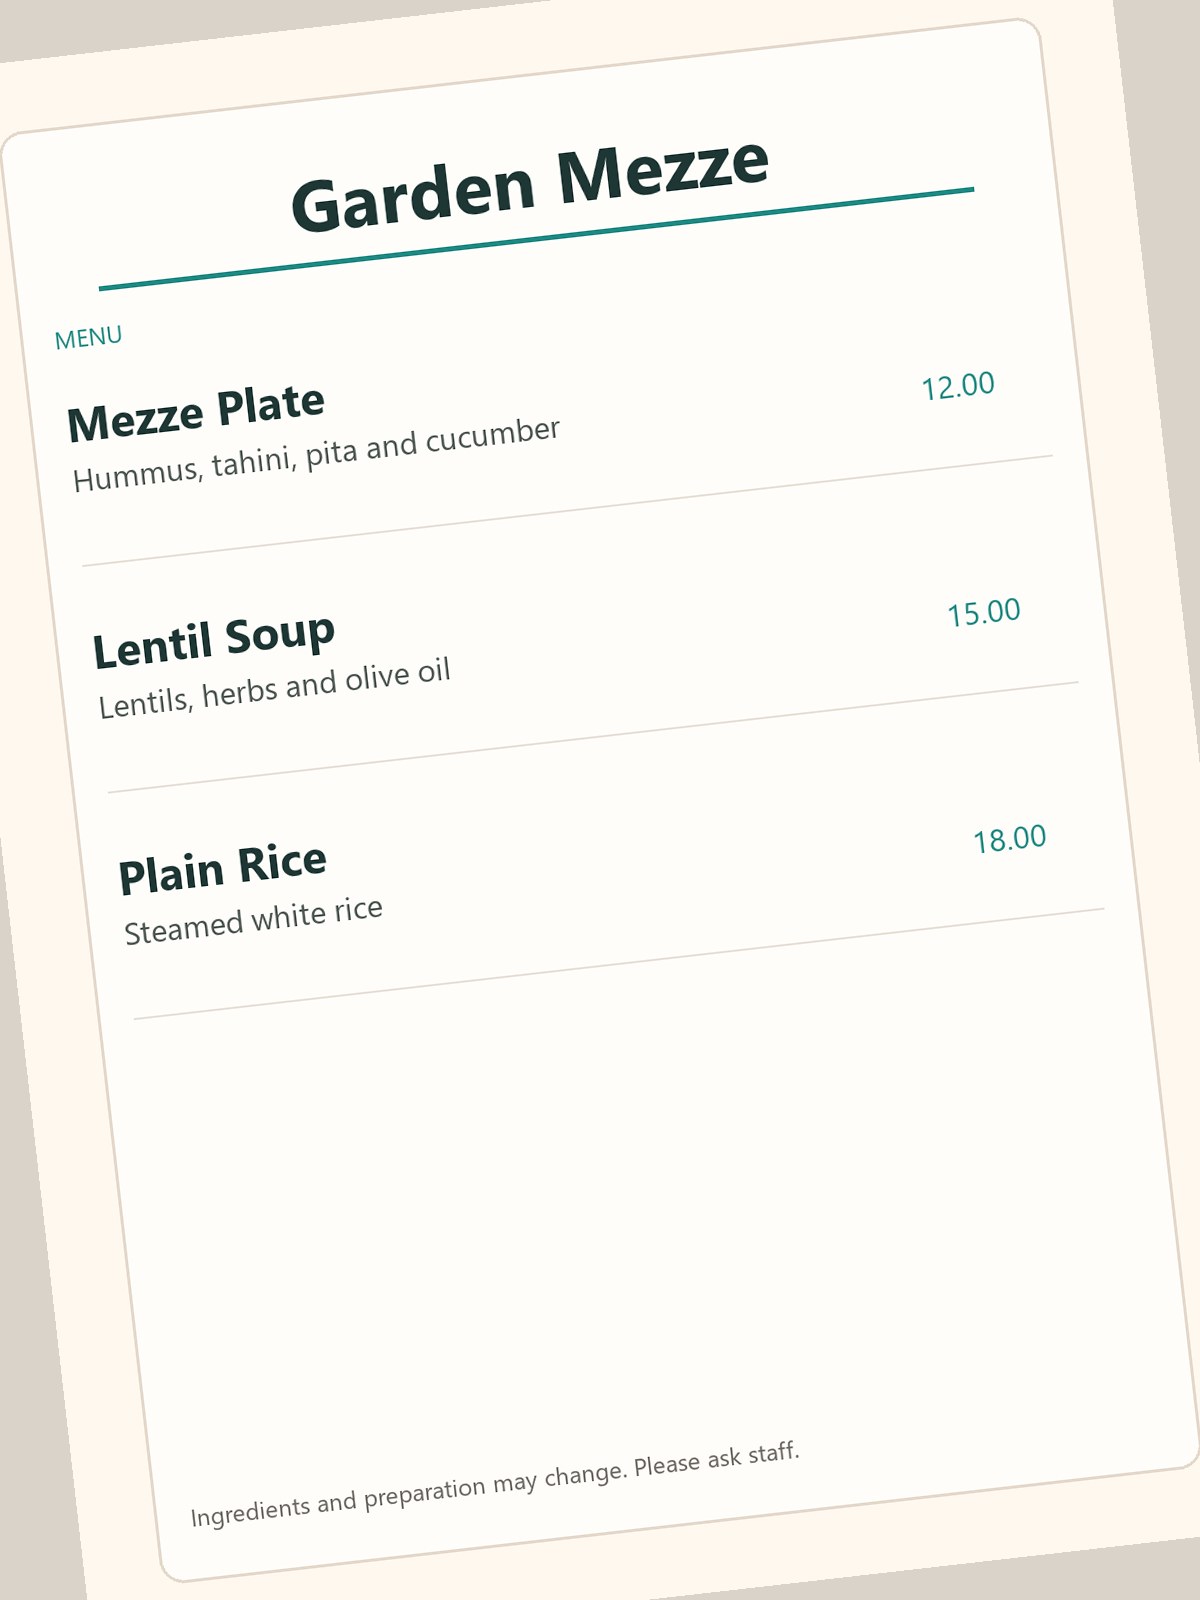 Garden Mezze
MENU
Mezze Plate
12.00
Hummus, tahini, pita and cucumber
Lentil Soup
15.00
Lentils, herbs and olive oil
Plain Rice
18.00
Steamed white rice
Ingredients and preparation may change. Please ask staff.